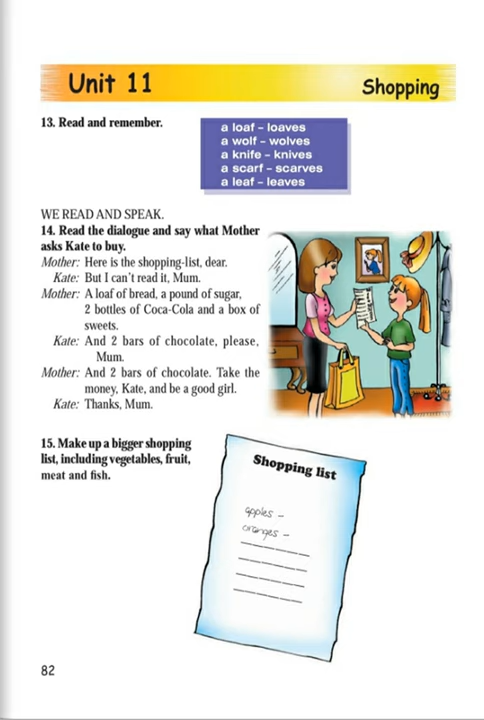 Unit 11
Shopping
13. Read and remember.
a loaf – loaves
a wolf – wolves
a knife – knives
a scarf – scarves
a leaf – leaves
WE READ AND SPEAK.
14. Read the dialogue and say what Mother
asks Kate to buy.
Mother: Here is the shopping-list, dear.
Kate: But I can't read it, Mum.
Mother: A loaf of bread, a pound of sugar,
2 bottles of Coca-Cola and a box of
sweets.
Kate: And 2 bars of chocolate, please,
Mum.
Mother: And 2 bars of chocolate. Take the
money, Kate, and be a good girl.
Kate: Thanks, Mum.
15. Make up a bigger shopping
list, including vegetables, fruit,
meat and fish.
Shopping list
apples –
oranges –
82